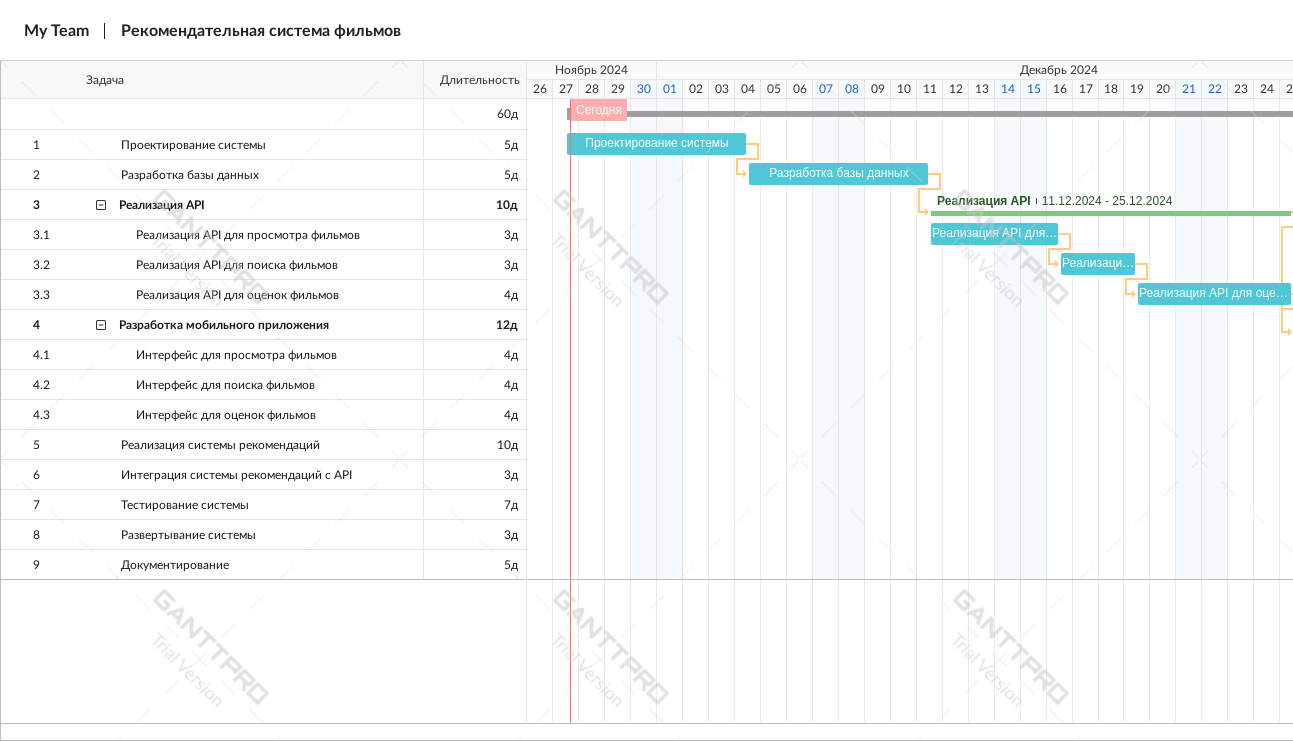 My Team | Рекомендательная система фильмов
Задача Длительность Ноябрь 2024 Декабрь 2024
26 27 28 29 30 01 02 03 04 05 06 07 08 09 10 11 12 13 14 15 16 17 18 19 20 21 22 23 24 2
60д Сегодня
1 Проектирование системы 5д Проектирование системы
2 Разработка базы данных 5д Разработка базы данных
3 Реализация API 10д Реализация API 11.12.2024 - 25.12.2024
3.1 Реализация API для просмотра фильмов 3д Реализация API для...
3.2 Реализация API для поиска фильмов 3д Реализаци...
3.3 Реализация API для оценок фильмов 4д Реализация API для оце...
4 Разработка мобильного приложения 12д
4.1 Интерфейс для просмотра фильмов 4д
4.2 Интерфейс для поиска фильмов 4д
4.3 Интерфейс для оценок фильмов 4д
5 Реализация системы рекомендаций 10д
6 Интеграция системы рекомендаций с API 3д
7 Тестирование системы 7д
8 Развертывание системы 3д
9 Документирование 5д
GANTTPRO
Trial Version
GANTTPRO
Trial Version
GANTTPRO
Trial Version
GANTTPRO
Trial Version
GANTTPRO
Trial Version
GANTTPRO
Trial Version